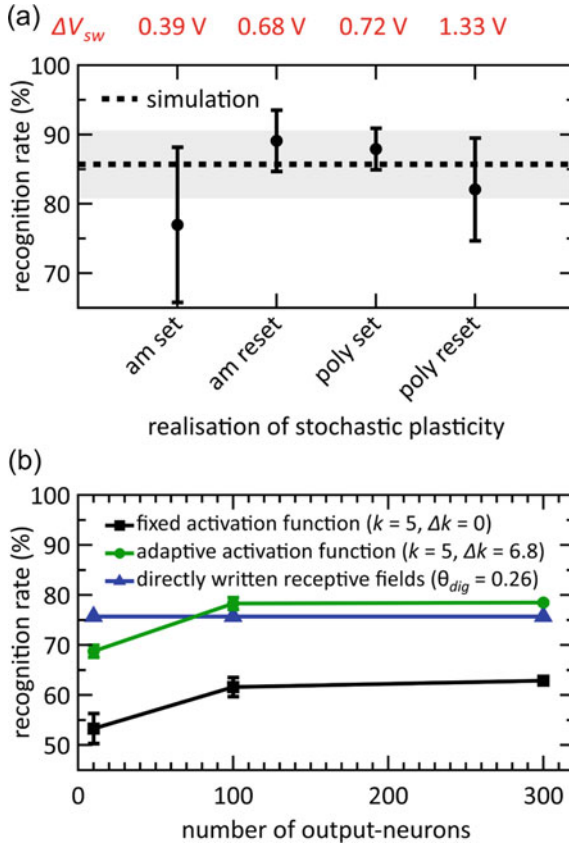 (a)
ΔV_sw 0.39 V 0.68 V 0.72 V 1.33 V
100
90
80
70
recognition rate (%)
simulation
am set
am reset
poly set
poly reset
realisation of stochastic plasticity
(b)
100
90
80
70
60
50
recognition rate (%)
fixed activation function (k = 5, Δk = 0)
adaptive activation function (k = 5, Δk = 6.8)
directly written receptive fields (θ_dig = 0.26)
0 100 200 300
number of output-neurons